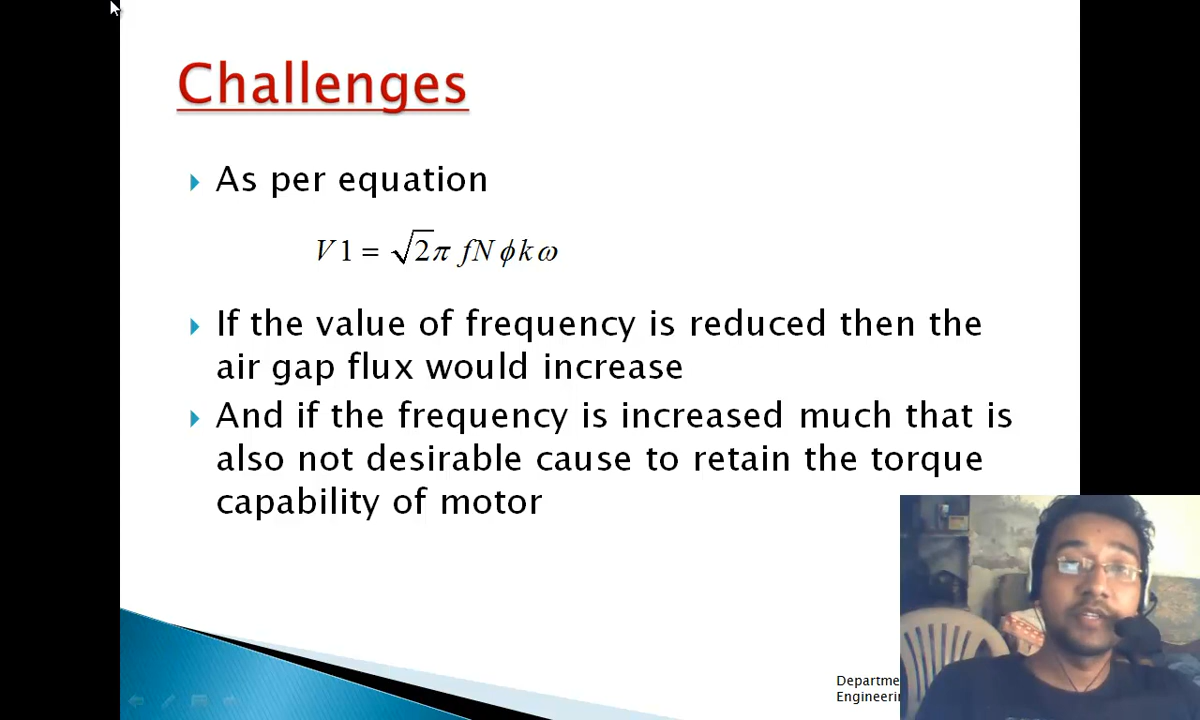 Challenges
As per equation
V1 = √2π fNϕkω
If the value of frequency is reduced then the
air gap flux would increase
And if the frequency is increased much that is
also not desirable cause to retain the torque
capability of motor
Departme
Engineerin